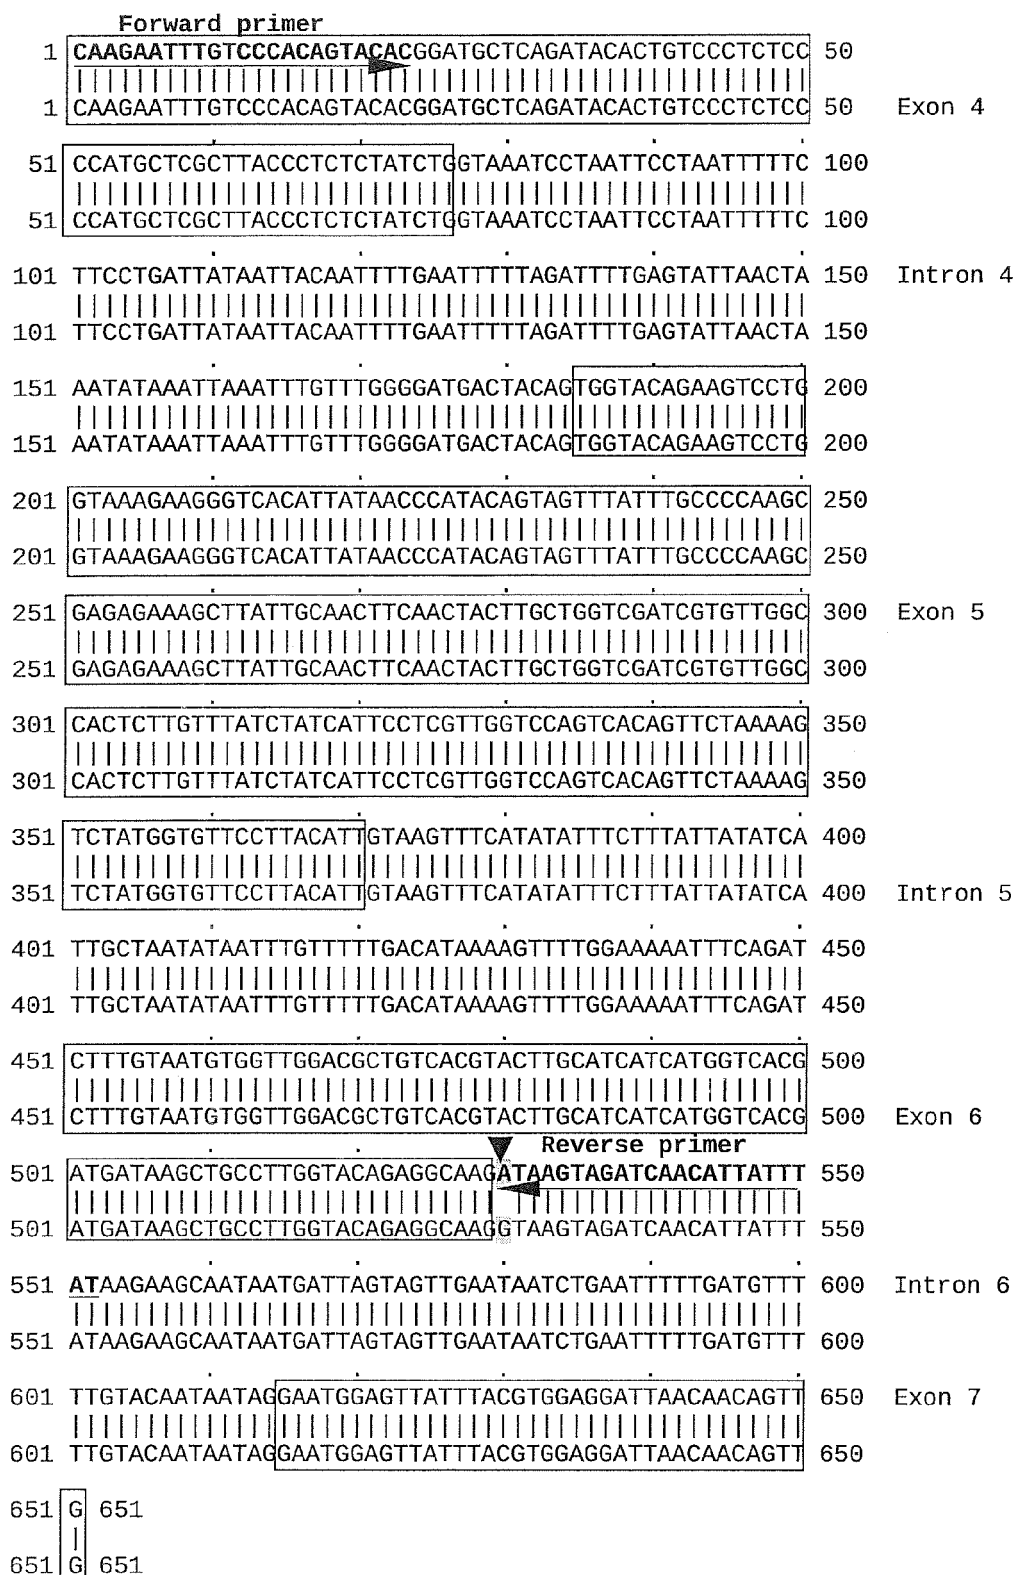 Forward primer
1 CAAGAATTTGTCCCACAGTACACGGATGCTCAGATACACTGTCCCTCTCC 50
1 CAAGAATTTGTCCCACAGTACACGGATGCTCAGATACACTGTCCCTCTCC 50 Exon 4
51 CCATGCTCGCTTACCCTCTCTATCTGGTAAATCCTAATTCCTAATTTTTC 100
51 CCATGCTCGCTTACCCTCTCTATCTGGTAAATCCTAATTCCTAATTTTTC 100
101 TTCCTGATTATAATTACAATTTTGAATTTTTAGATTTTGAGTATTAACTA 150 Intron 4
101 TTCCTGATTATAATTACAATTTTGAATTTTTAGATTTTGAGTATTAACTA 150
151 AATATAAATTAAATTTGTTTGGGGATGACTACAGTGGTACAGAAGTCCTG 200
151 AATATAAATTAAATTTGTTTGGGGATGACTACAGTGGTACAGAAGTCCTG 200
201 GTAAAGAAGGGTCACATTATAACCCATACAGTAGTTTATTTGCCCCAAGC 250
201 GTAAAGAAGGGTCACATTATAACCCATACAGTAGTTTATTTGCCCCAAGC 250
251 GAGAGAAAGCTTATTGCAACTTCAACTACTTGCTGGTCGATCGTGTTGGC 300 Exon 5
251 GAGAGAAAGCTTATTGCAACTTCAACTACTTGCTGGTCGATCGTGTTGGC 300
301 CACTCTTGTTTATCTATCATTCCTCGTTGGTCCAGTCACAGTTCTAAAAG 350
301 CACTCTTGTTTATCTATCATTCCTCGTTGGTCCAGTCACAGTTCTAAAAG 350
351 TCTATGGTGTTCCTTACATTGTAAGTTTCATATATTTCTTTATTATATCA 400
351 TCTATGGTGTTCCTTACATTGTAAGTTTCATATATTTCTTTATTATATCA 400 Intron 5
401 TTGCTAATATAATTTGTTTTTGACATAAAAGTTTTGGAAAAATTTCAGAT 450
401 TTGCTAATATAATTTGTTTTTGACATAAAAGTTTTGGAAAAATTTCAGAT 450
451 CTTTGTAATGTGGTTGGACGCTGTCACGTACTTGCATCATCATGGTCACG 500
451 CTTTGTAATGTGGTTGGACGCTGTCACGTACTTGCATCATCATGGTCACG 500 Exon 6
Reverse primer
501 ATGATAAGCTGCCTTGGTACAGAGGCAAGATAAGTAGATCAACATTATTT 550
501 ATGATAAGCTGCCTTGGTACAGAGGCAAGGTAAGTAGATCAACATTATTT 550
551 ATAAGAAGCAATAATGATTAGTAGTTGAATAATCTGAATTTTTGATGTTT 600 Intron 6
551 ATAAGAAGCAATAATGATTAGTAGTTGAATAATCTGAATTTTTGATGTTT 600
601 TTGTACAATAATAGGAATGGAGTTATTTACGTGGAGGATTAACAACAGTT 650 Exon 7
601 TTGTACAATAATAGGAATGGAGTTATTTACGTGGAGGATTAACAACAGTT 650
651 G 651
651 G 651